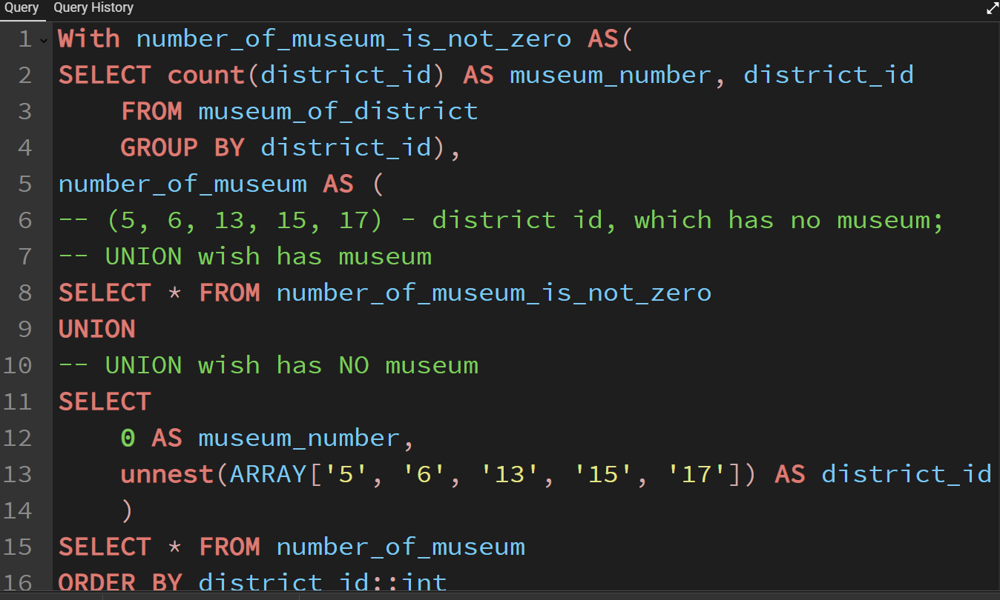 Query Query History
1 With number_of_museum_is_not_zero AS(
2 SELECT count(district_id) AS museum_number, district_id
3 FROM museum_of_district
4 GROUP BY district_id),
5 number_of_museum AS (
6 -- (5, 6, 13, 15, 17) - district id, which has no museum;
7 -- UNION wish has museum
8 SELECT * FROM number_of_museum_is_not_zero
9 UNION
10 -- UNION wish has NO museum
11 SELECT
12 0 AS museum_number,
13 unnest(ARRAY['5', '6', '13', '15', '17']) AS district_id
14 )
15 SELECT * FROM number_of_museum
16 ORDER BY district_id::int